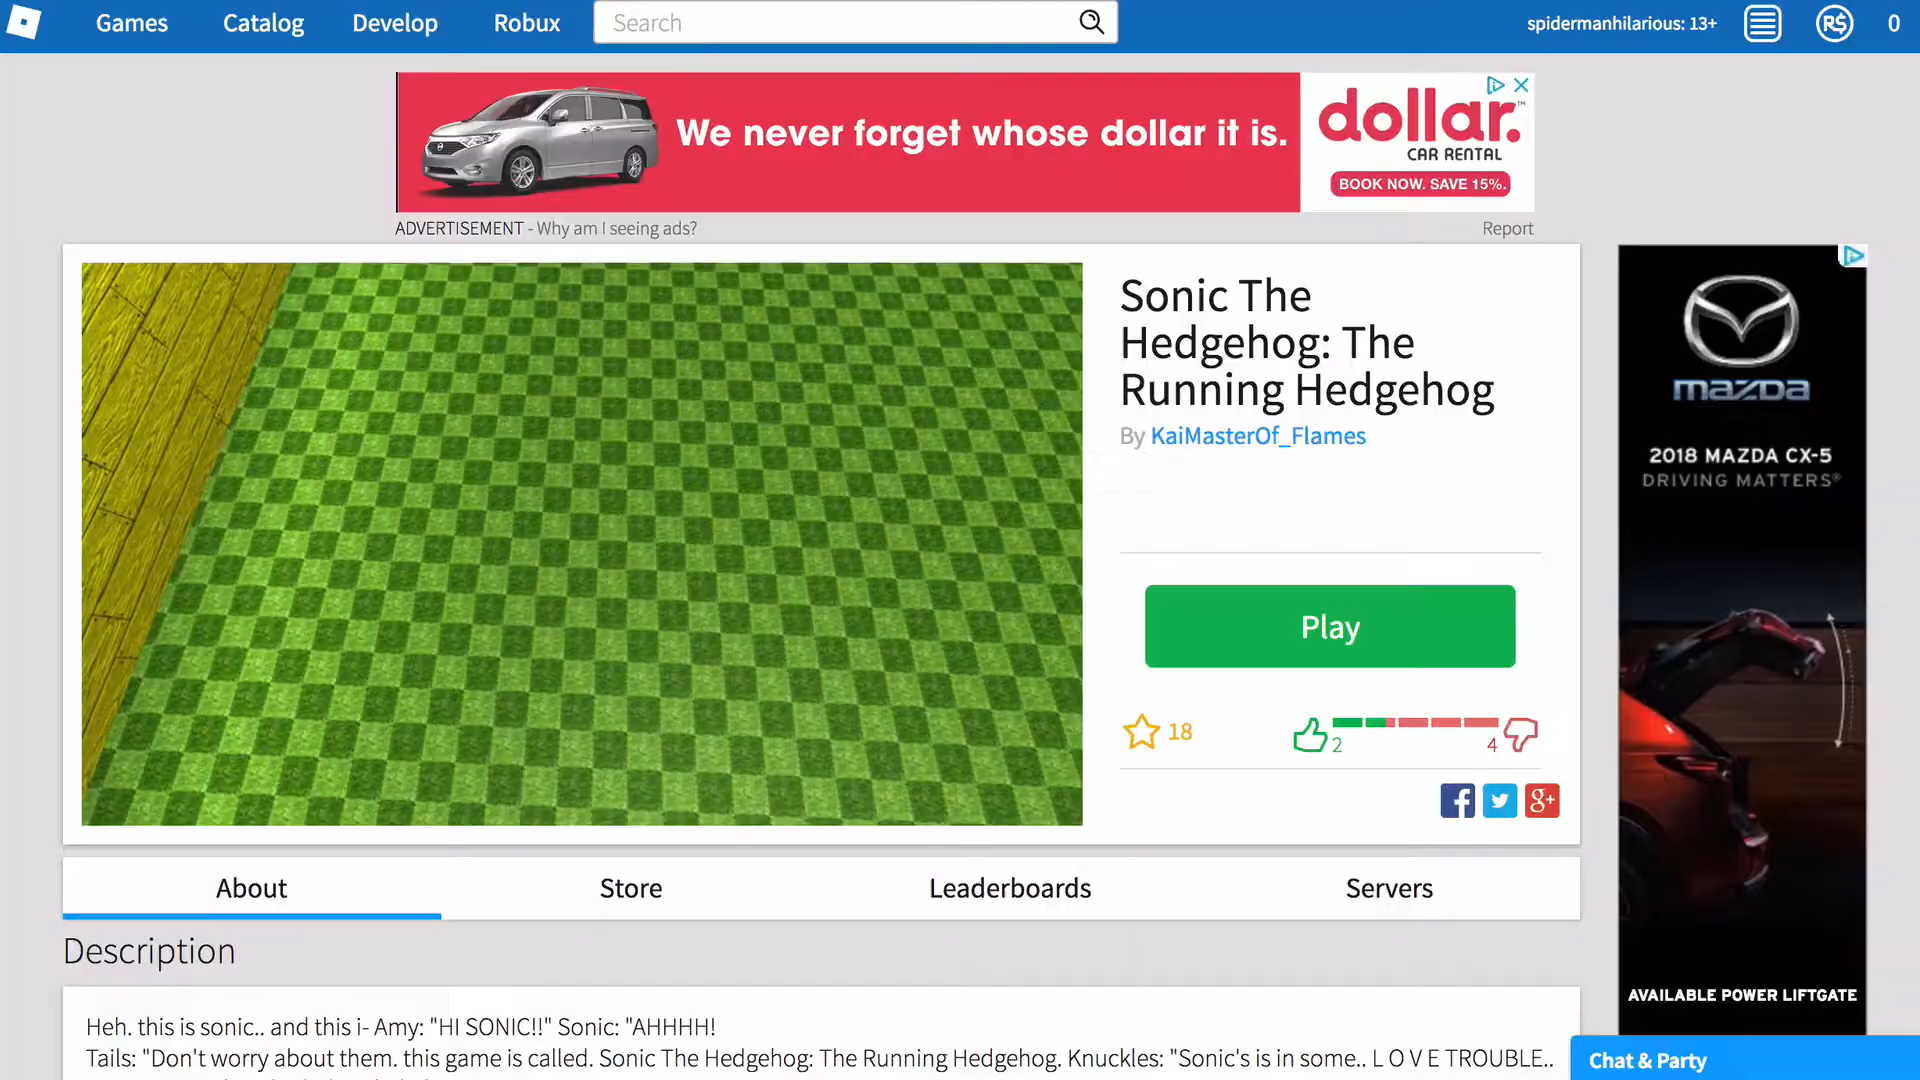 Games Catalog Develop Robux Search spidermanhilarious: 13+ R$ 0
We never forget whose dollar it is.
dollar.™
CAR RENTAL
BOOK NOW. SAVE 15%.
ADVERTISEMENT - Why am I seeing ads? Report
Sonic The
Hedgehog: The
Running Hedgehog
By KaiMasterOf_Flames
Play
18 2 4
g+
mazda
2018 MAZDA CX-5
DRIVING MATTERS®
AVAILABLE POWER LIFTGATE
About Store Leaderboards Servers
Description
Heh. this is sonic.. and this i- Amy: "HI SONIC!!" Sonic: "AHHHH!
Tails: "Don't worry about them. this game is called. Sonic The Hedgehog: The Running Hedgehog. Knuckles: "Sonic's is in some.. L O V E TROUBLE..
Chat & Party